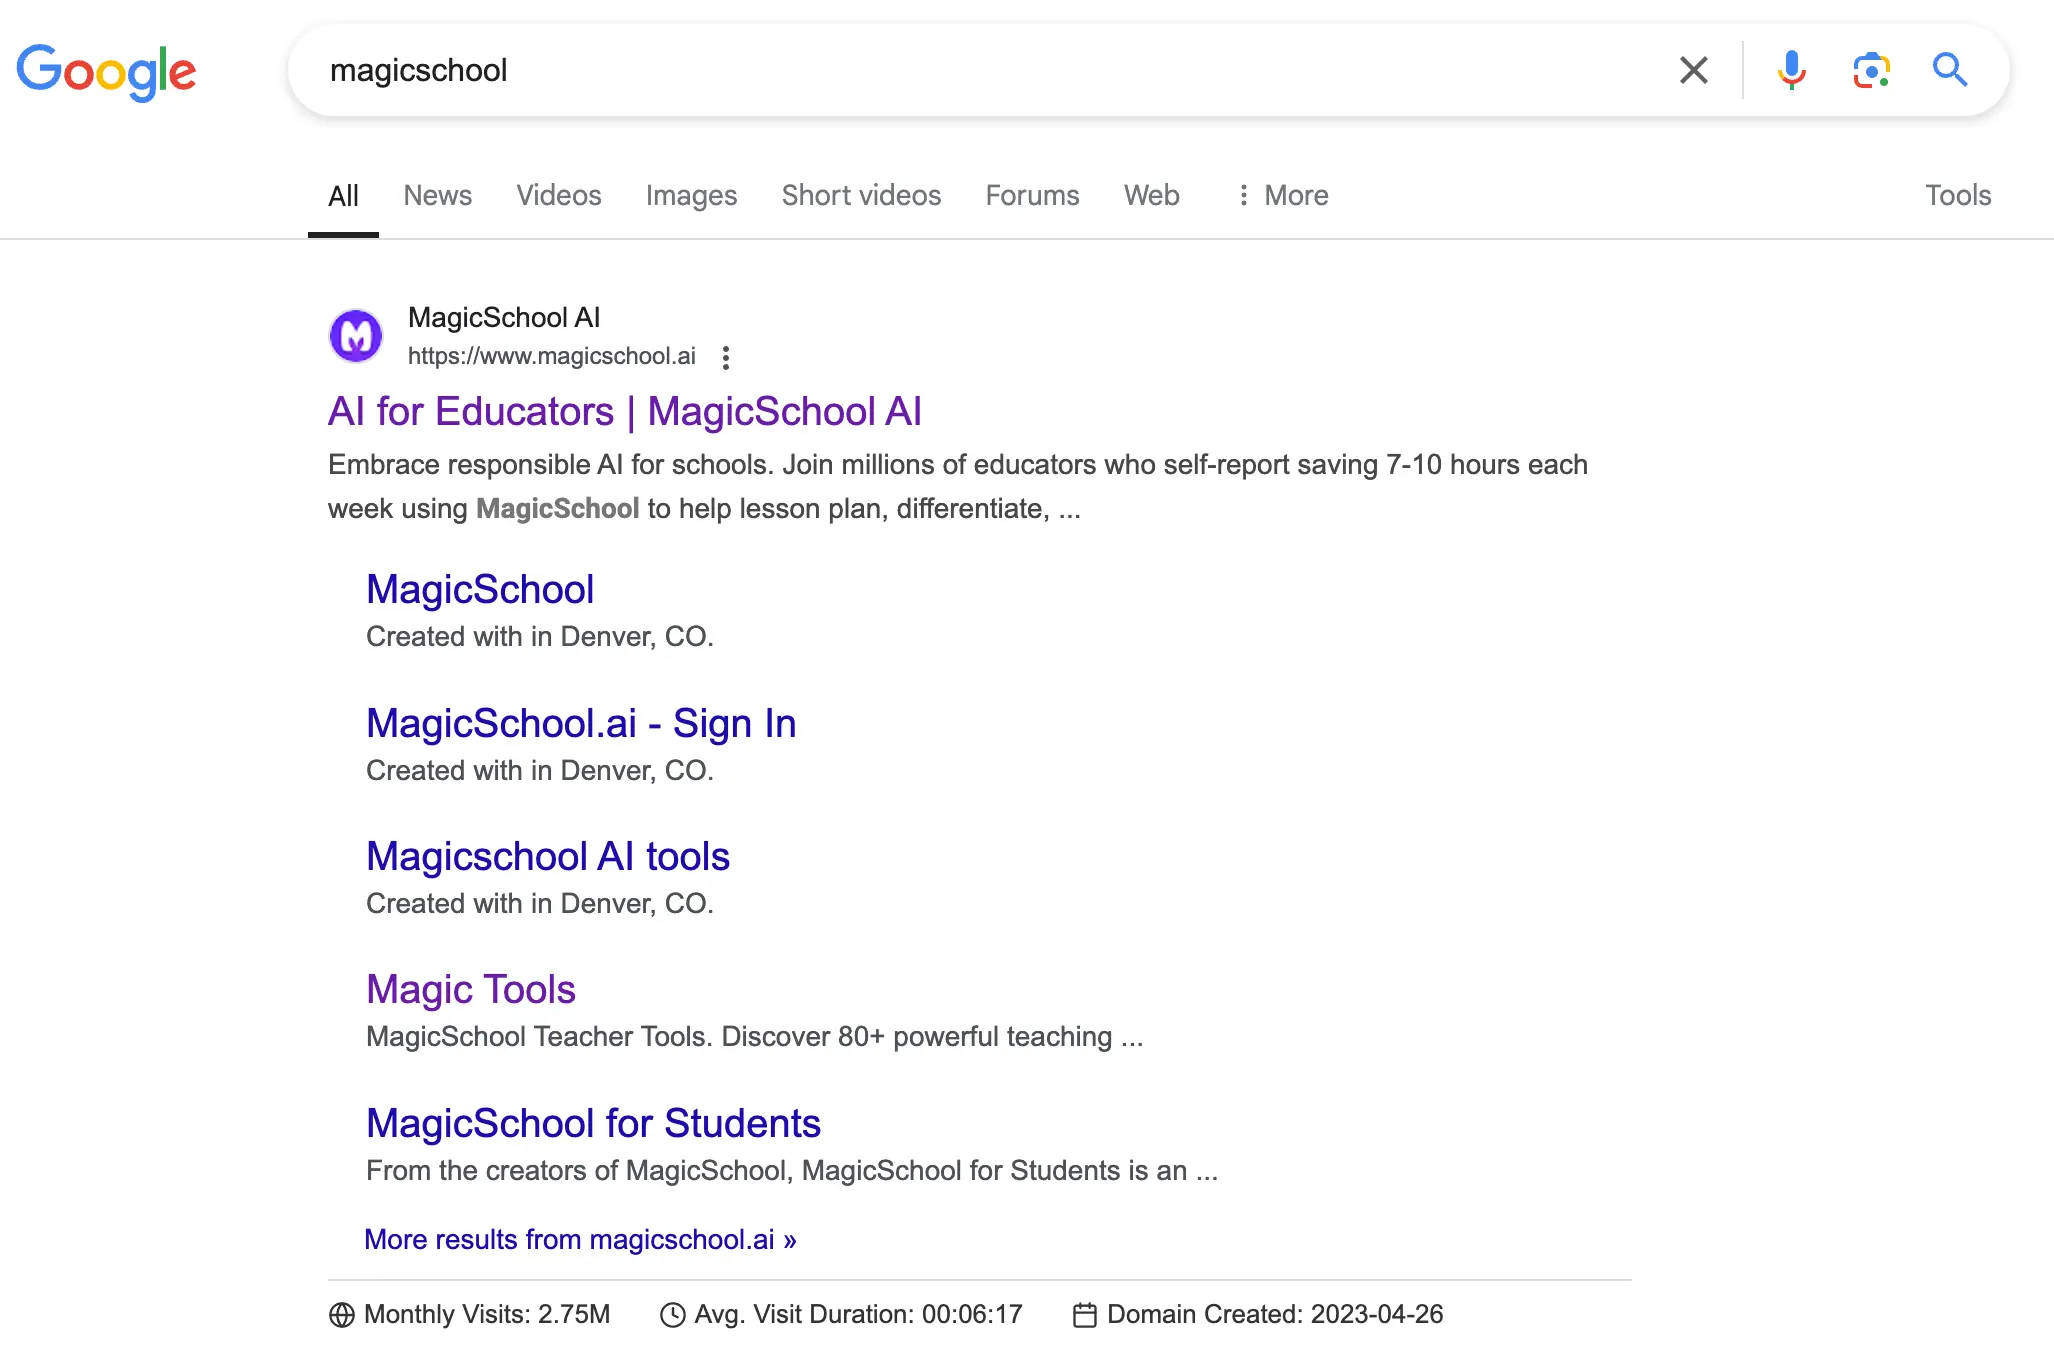 Google
magicschool
All News Videos Images Short videos Forums Web More Tools
MagicSchool AI
https://www.magicschool.ai
AI for Educators | MagicSchool AI
Embrace responsible AI for schools. Join millions of educators who self-report saving 7-10 hours each
week using MagicSchool to help lesson plan, differentiate, ...
MagicSchool
Created with in Denver, CO.
MagicSchool.ai - Sign In
Created with in Denver, CO.
Magicschool AI tools
Created with in Denver, CO.
Magic Tools
MagicSchool Teacher Tools. Discover 80+ powerful teaching ...
MagicSchool for Students
From the creators of MagicSchool, MagicSchool for Students is an ...
More results from magicschool.ai »
Monthly Visits: 2.75M Avg. Visit Duration: 00:06:17 Domain Created: 2023-04-26